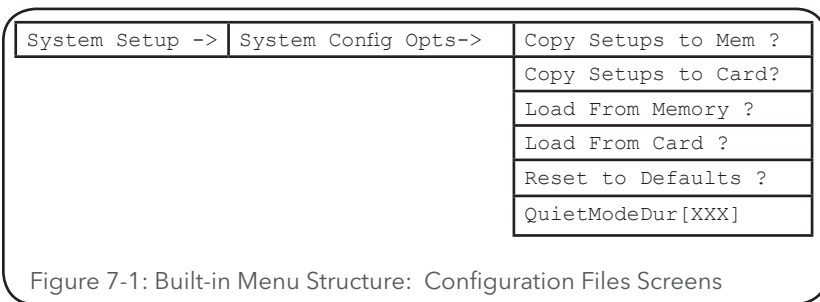 System Setup -> System Config Opts-> Copy Setups to Mem ?
Copy Setups to Card?
Load From Memory ?
Load From Card ?
Reset to Defaults ?
QuietModeDur[XXX]
Figure 7-1: Built-in Menu Structure: Configuration Files Screens